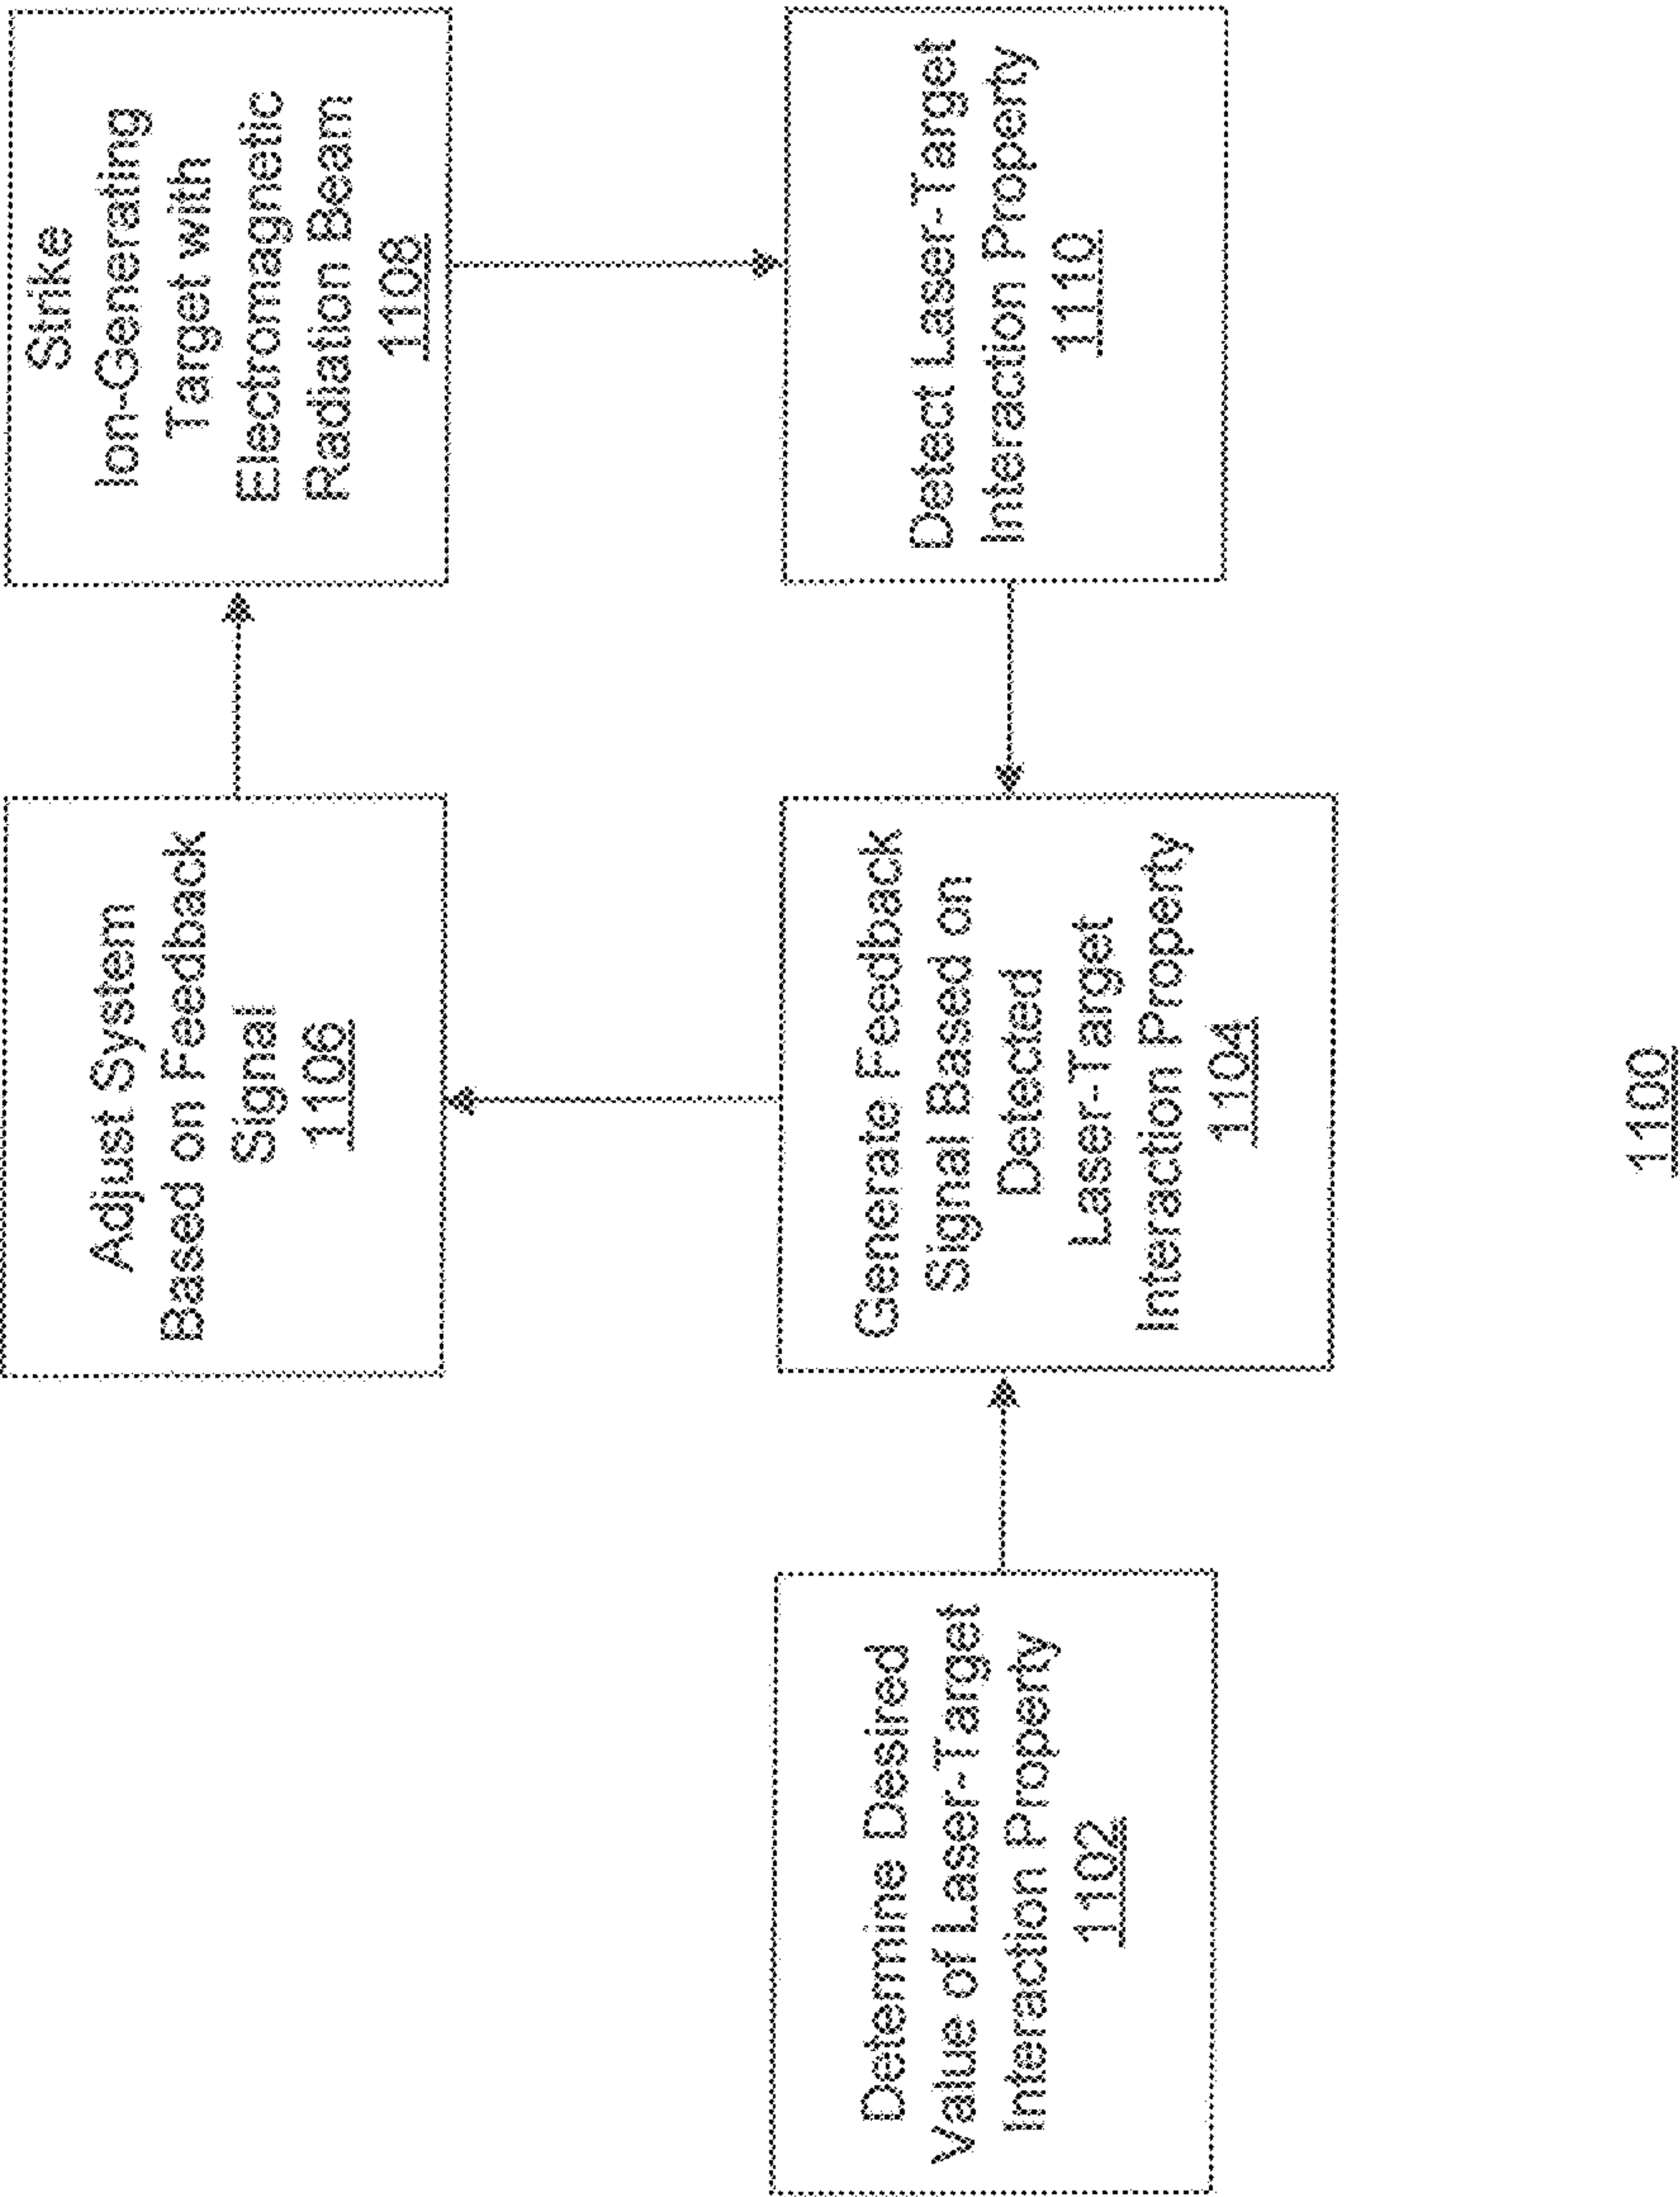 Determine Desired
Value of Laser-Target
Interaction Property
1102
Generate Feedback
Signal Based on
Detected
Laser-Target
Interaction Property
1104
Adjust System
Based on Feedback
Signal
1106
Strike
Ion-Generating
Target with
Electromagnetic
Radiation Beam
1108
Detect Laser-Target
Interaction Property
1110
1100